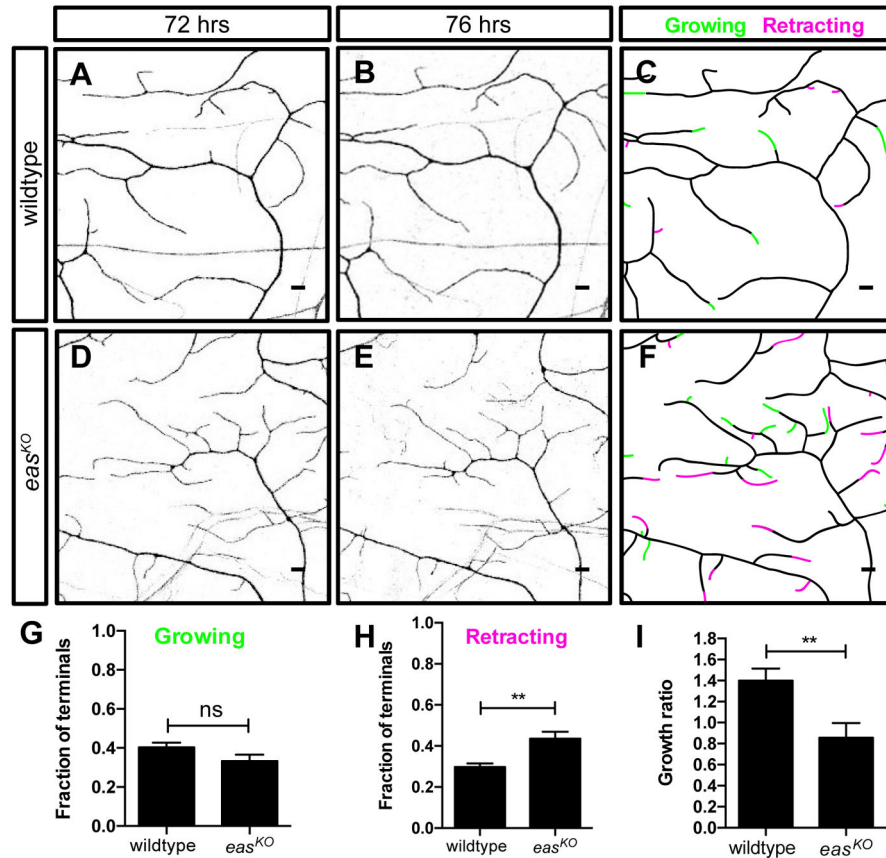 72 hrs
76 hrs
Growing Retracting
wildtype
A
B
C
eas^KO
D
E
F
G
Growing
Fraction of terminals
1.0
0.8
0.6
0.4
0.2
0.0
ns
wildtype
eas^KO
H
Retracting
Fraction of terminals
1.0
0.8
0.6
0.4
0.2
0.0
**
wildtype
eas^KO
I
Growth ratio
1.8
1.6
1.4
1.2
1.0
0.8
0.6
0.4
0.2
0.0
**
wildtype
eas^KO